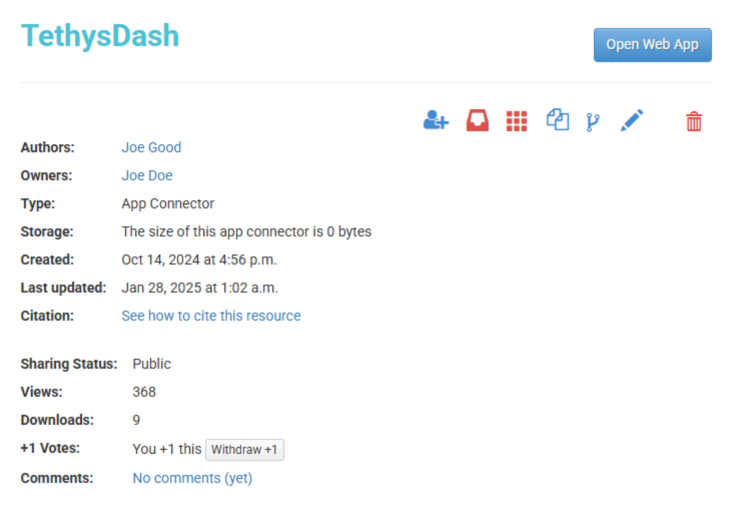 TethysDash
Open Web App
Authors: Joe Good
Owners: Joe Doe
Type: App Connector
Storage: The size of this app connector is 0 bytes
Created: Oct 14, 2024 at 4:56 p.m.
Last updated: Jan 28, 2025 at 1:02 a.m.
Citation: See how to cite this resource
Sharing Status: Public
Views: 368
Downloads: 9
+1 Votes: You +1 this Withdraw +1
Comments: No comments (yet)